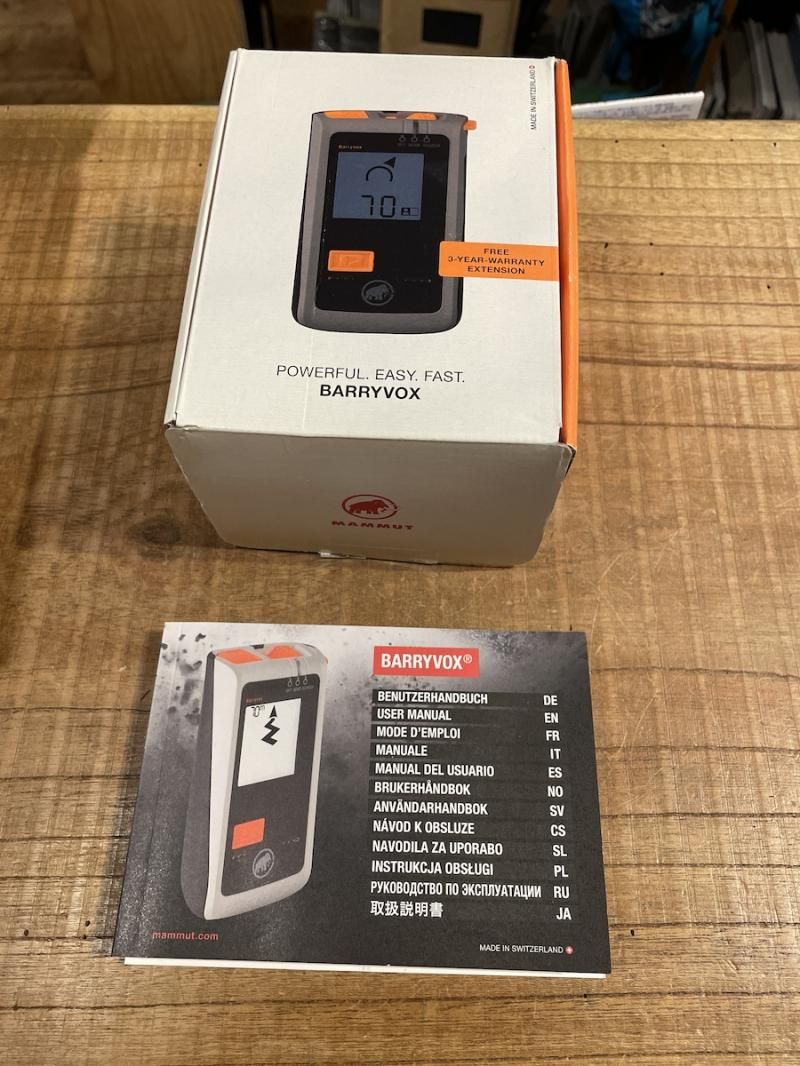 MADE IN SWITZERLAND
Barryvox
70
FREE
3-YEAR-WARRANTY
EXTENSION
POWERFUL. EASY. FAST.
BARRYVOX
MAMMUT
BARRYVOX®
BENUTZERHANDBUCH DE
USER MANUAL EN
MODE D'EMPLOI FR
MANUALE IT
MANUAL DEL USUARIO ES
BRUKERHÅNDBOK NO
ANVÄNDARHANDBOK SV
NÁVOD K OBSLUZE CS
NAVODILA ZA UPORABO SL
INSTRUKCJA OBSŁUGI PL
РУКОВОДСТВО ПО ЭКСПЛУАТАЦИИ RU
取扱説明書 JA
Barryvox
70m
mammut.com
MADE IN SWITZERLAND